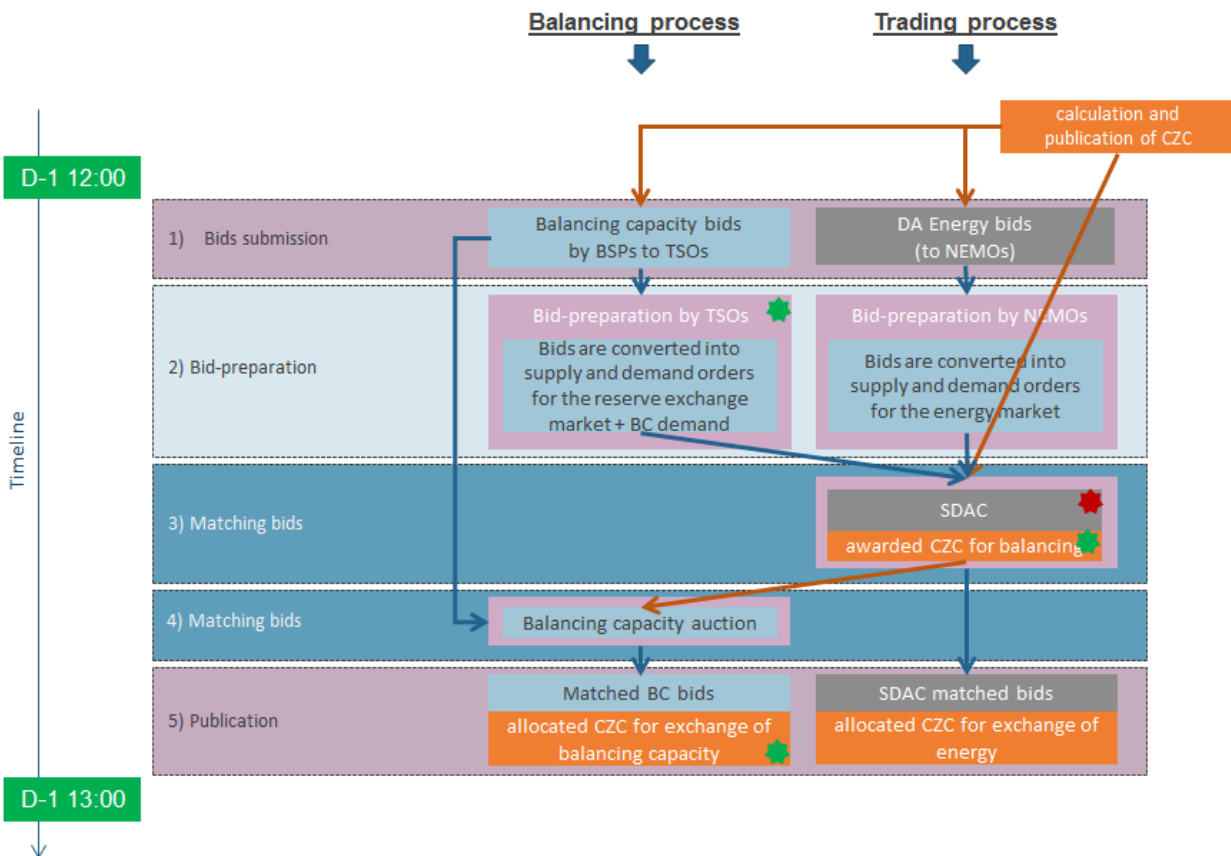 Balancing process
Trading process
calculation and
publication of CZC
D-1 12:00
1) Bids submission
Balancing capacity bids
by BSPs to TSOs
DA Energy bids
(to NEMOs)
2) Bid-preparation
Bid-preparation by TSOs
Bids are converted into
supply and demand orders
for the reserve exchange
market + BC demand
Bid-preparation by NEMOs
Bids are converted into
supply and demand orders
for the energy market
Timeline
3) Matching bids
SDAC
awarded CZC for balancing
4) Matching bids
Balancing capacity auction
5) Publication
Matched BC bids
allocated CZC for exchange of
balancing capacity
SDAC matched bids
allocated CZC for exchange of
energy
D-1 13:00